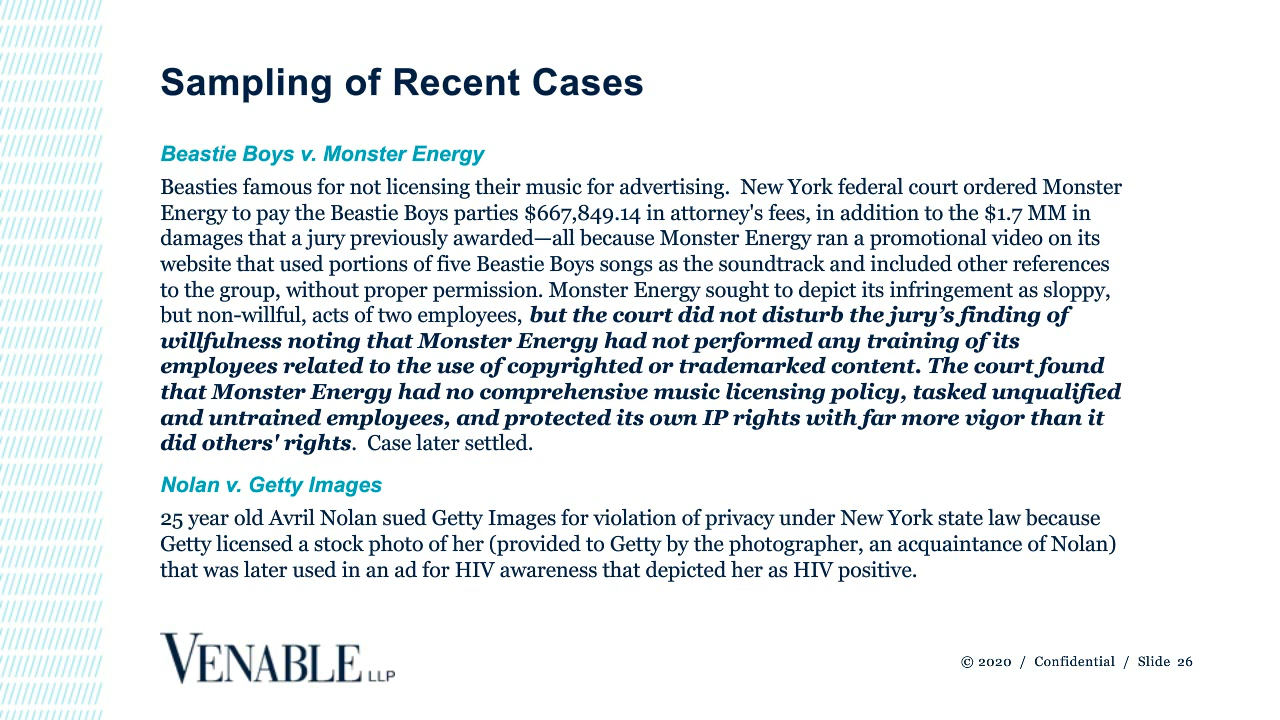 Sampling of Recent Cases
Beastie Boys v. Monster Energy
Beasties famous for not licensing their music for advertising.  New York federal court ordered Monster
Energy to pay the Beastie Boys parties $667,849.14 in attorney's fees, in addition to the $1.7 MM in
damages that a jury previously awarded—all because Monster Energy ran a promotional video on its
website that used portions of five Beastie Boys songs as the soundtrack and included other references
to the group, without proper permission. Monster Energy sought to depict its infringement as sloppy,
but non-willful, acts of two employees, but the court did not disturb the jury’s finding of
willfulness noting that Monster Energy had not performed any training of its
employees related to the use of copyrighted or trademarked content. The court found
that Monster Energy had no comprehensive music licensing policy, tasked unqualified
and untrained employees, and protected its own IP rights with far more vigor than it
did others' rights.  Case later settled.
Nolan v. Getty Images
25 year old Avril Nolan sued Getty Images for violation of privacy under New York state law because
Getty licensed a stock photo of her (provided to Getty by the photographer, an acquaintance of Nolan)
that was later used in an ad for HIV awareness that depicted her as HIV positive.
VENABLE LLP
© 2020 / Confidential / Slide 26